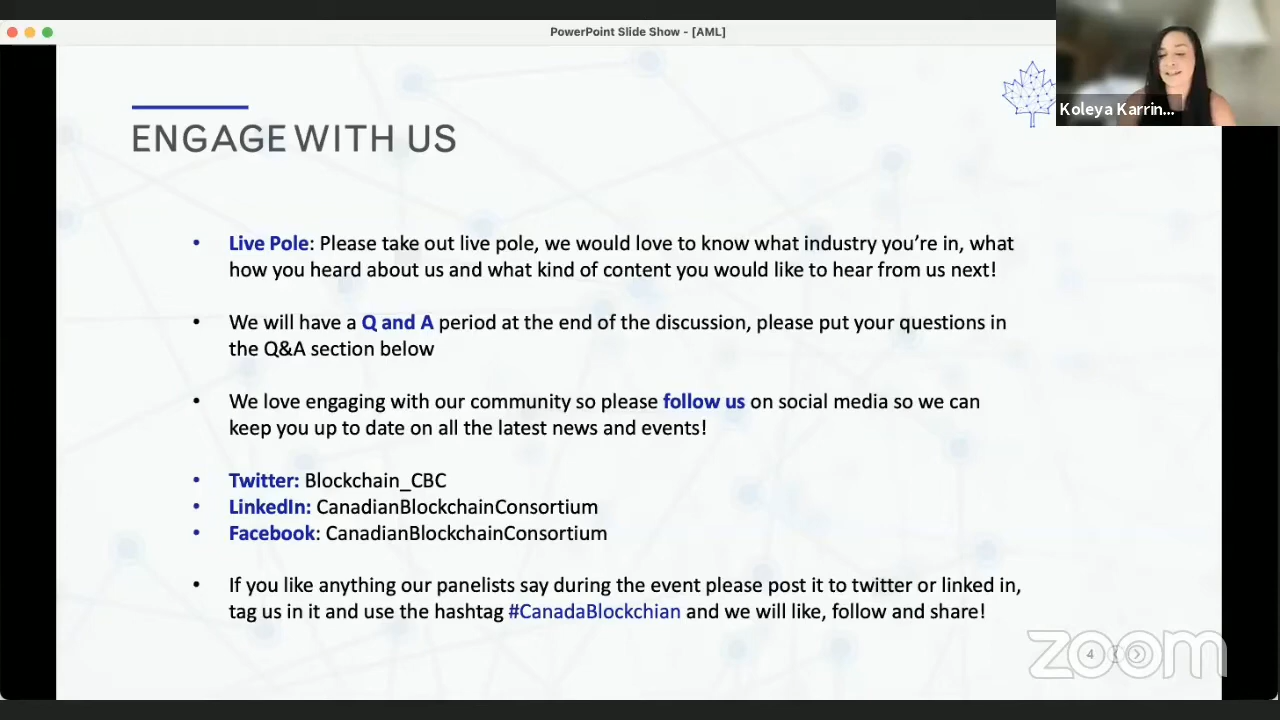 PowerPoint Slide Show - [AML]
Koleya Karrin...
ENGAGE WITH US
• Live Pole: Please take out live pole, we would love to know what industry you’re in, what
how you heard about us and what kind of content you would like to hear from us next!
• We will have a Q and A period at the end of the discussion, please put your questions in
the Q&A section below
• We love engaging with our community so please follow us on social media so we can
keep you up to date on all the latest news and events!
• Twitter: Blockchain_CBC
• LinkedIn: CanadianBlockchainConsortium
• Facebook: CanadianBlockchainConsortium
• If you like anything our panelists say during the event please post it to twitter or linked in,
tag us in it and use the hashtag #CanadaBlockchian and we will like, follow and share!
4
zoom